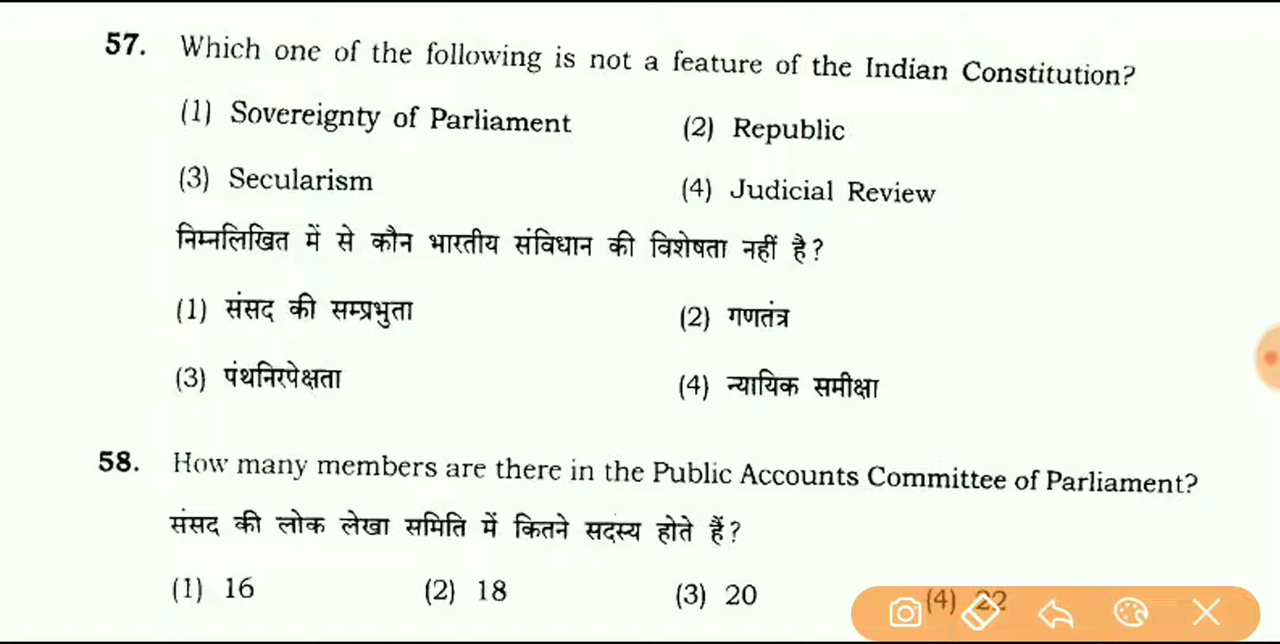 57. Which one of the following is not a feature of the Indian Constitution?
(1) Sovereignty of Parliament (2) Republic
(3) Secularism (4) Judicial Review
निम्नलिखित में से कौन भारतीय संविधान की विशेषता नहीं है?
(1) संसद की सम्प्रभुता (2) गणतंत्र
(3) पंथनिरपेक्षता (4) न्यायिक समीक्षा
58. How many members are there in the Public Accounts Committee of Parliament?
संसद की लोक लेखा समिति में कितने सदस्य होते हैं?
(1) 16 (2) 18 (3) 20 (4) 22